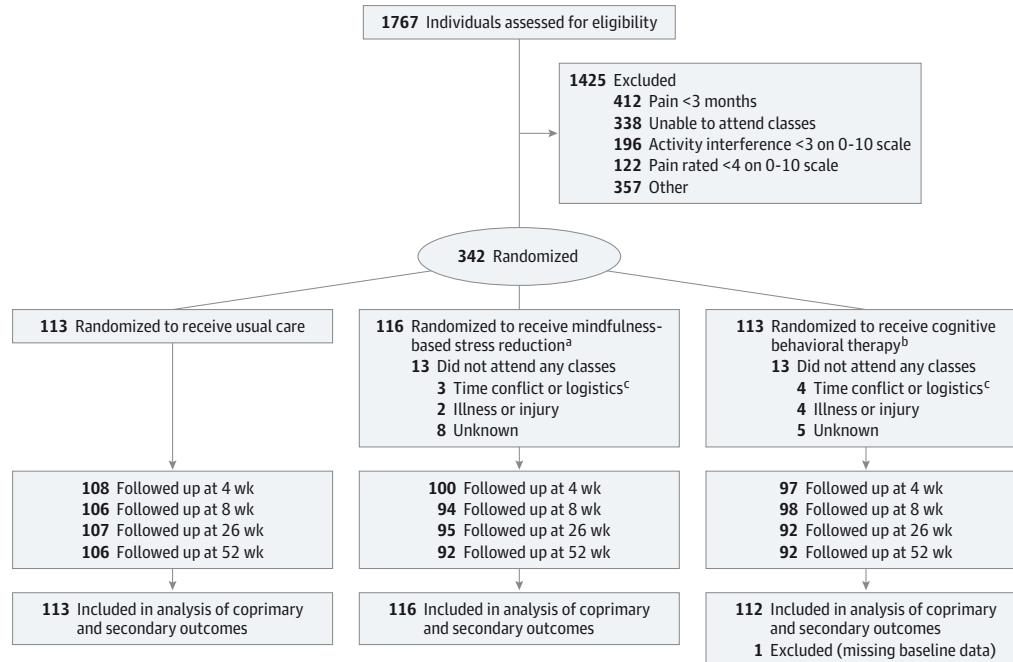 1767 Individuals assessed for eligibility
1425 Excluded
412 Pain <3 months
338 Unable to attend classes
196 Activity interference <3 on 0-10 scale
122 Pain rated <4 on 0-10 scale
357 Other
342 Randomized
113 Randomized to receive usual care
116 Randomized to receive mindfulness-
based stress reductionᵃ
13 Did not attend any classes
3 Time conflict or logisticsᶜ
2 Illness or injury
8 Unknown
113 Randomized to receive cognitive
behavioral therapyᵇ
13 Did not attend any classes
4 Time conflict or logisticsᶜ
4 Illness or injury
5 Unknown
108 Followed up at 4 wk
106 Followed up at 8 wk
107 Followed up at 26 wk
106 Followed up at 52 wk
100 Followed up at 4 wk
94 Followed up at 8 wk
95 Followed up at 26 wk
92 Followed up at 52 wk
97 Followed up at 4 wk
98 Followed up at 8 wk
92 Followed up at 26 wk
92 Followed up at 52 wk
113 Included in analysis of coprimary
and secondary outcomes
116 Included in analysis of coprimary
and secondary outcomes
112 Included in analysis of coprimary
and secondary outcomes
1 Excluded (missing baseline data)